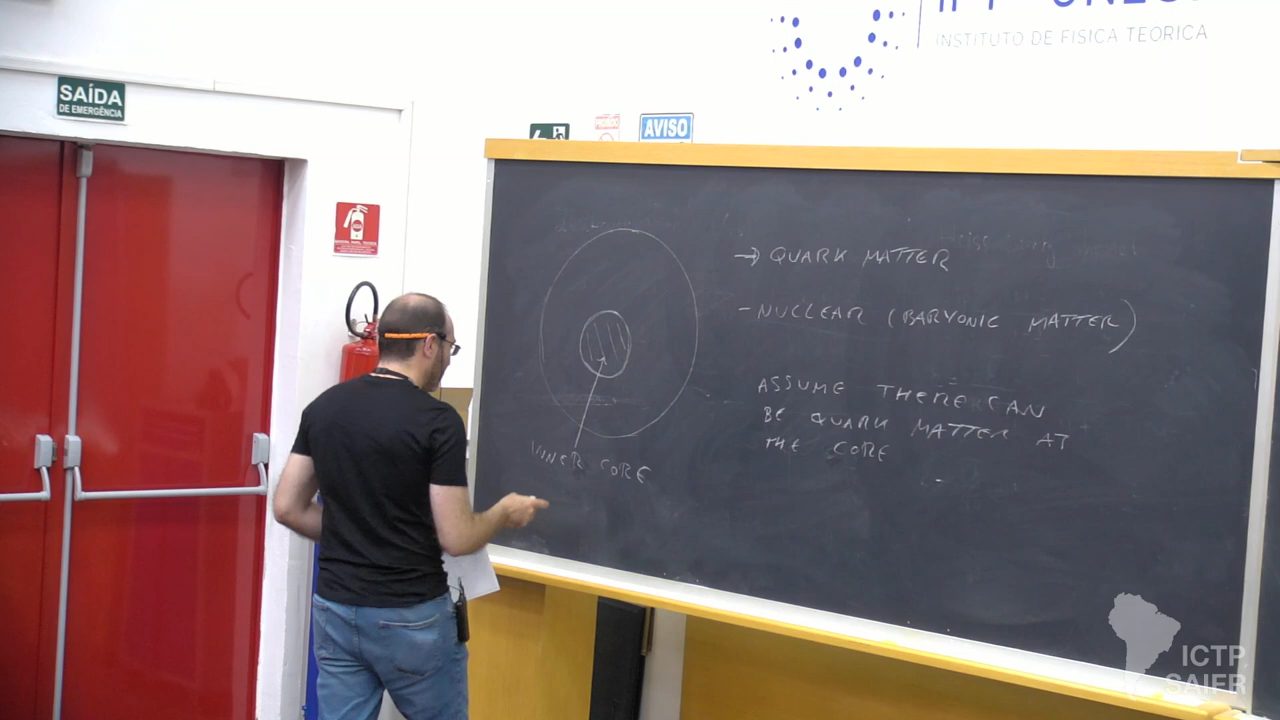 INSTITUTO DE FISICA TEORICA
SAÍDA
DE EMERGÊNCIA
AVISO
→ QUARK MATTER
- NUCLEAR (BARYONIC MATTER)
ASSUME THERE CAN
BE QUARK MATTER AT
THE CORE
INNER CORE
ICTP
SAIFR